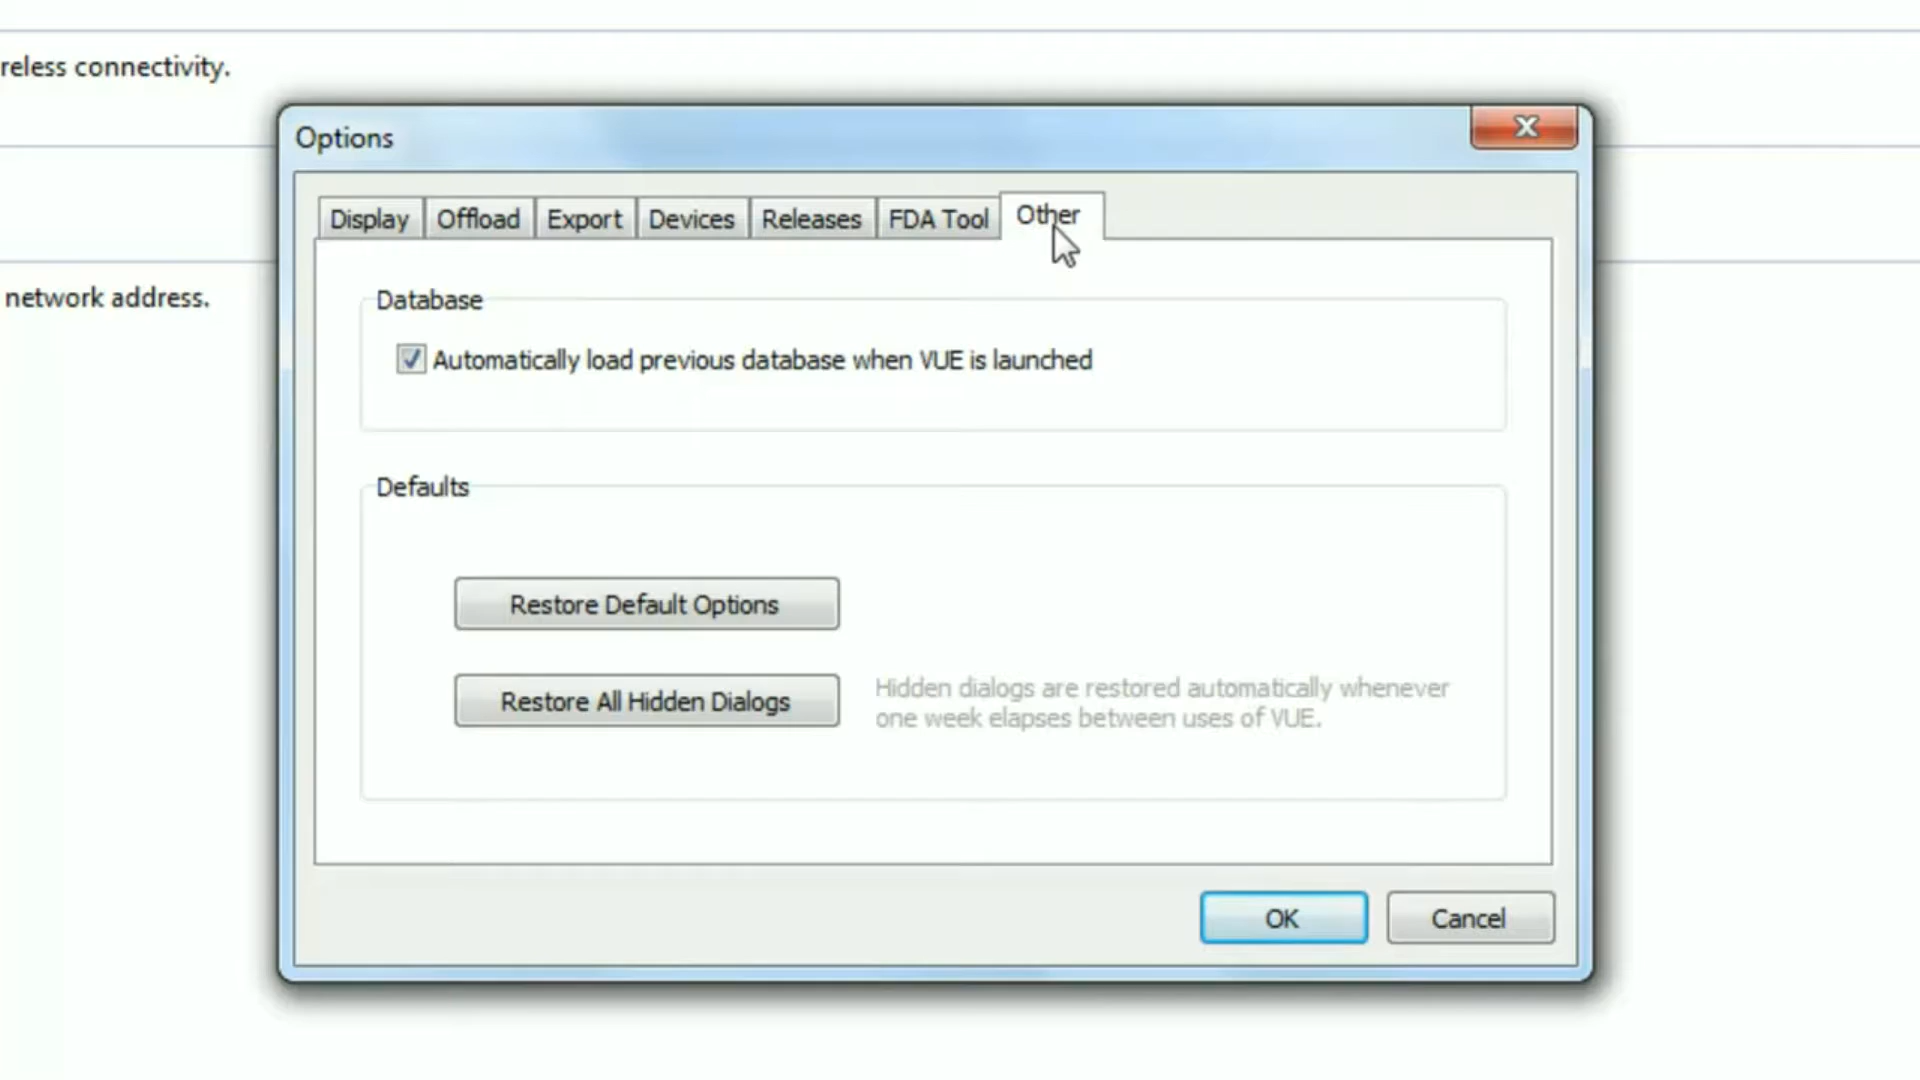 reless connectivity.
Options
Display Offload Export Devices Releases FDA Tool Other
Database
network address.
Automatically load previous database when VUE is launched
Defaults
Restore Default Options
Restore All Hidden Dialogs
Hidden dialogs are restored automatically whenever
one week elapses between uses of VUE.
OK Cancel